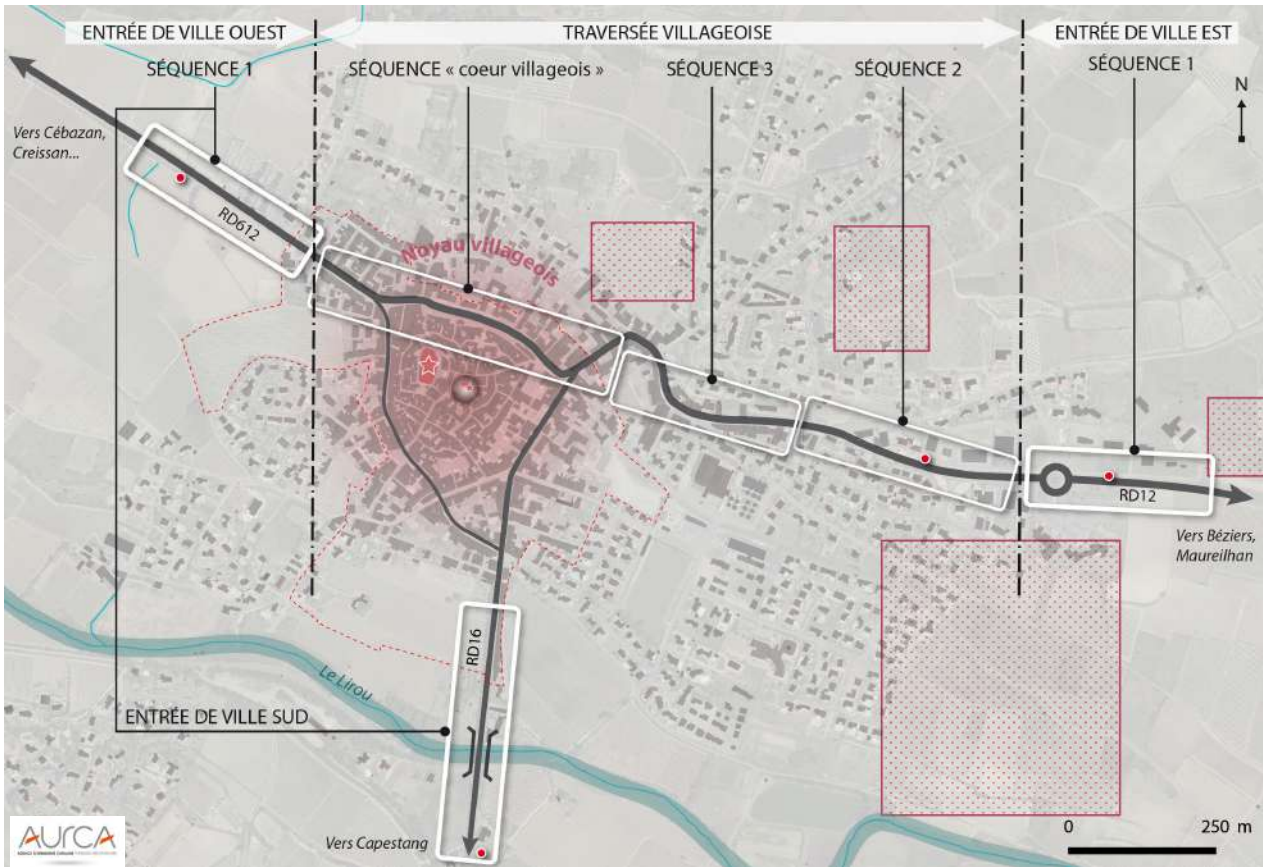 ENTRÉE DE VILLE OUEST
TRAVERSÉE VILLAGEOISE
ENTRÉE DE VILLE EST
SÉQUENCE 1
SÉQUENCE « coeur villageois »
SÉQUENCE 3
SÉQUENCE 2
SÉQUENCE 1
N
Vers Cébazan,
Creissan...
RD612
Noyau villageois
RD12
Vers Béziers,
Maureilhan
RD16
Le Lirou
ENTRÉE DE VILLE SUD
Vers Capestang
0 250 m
AURCA